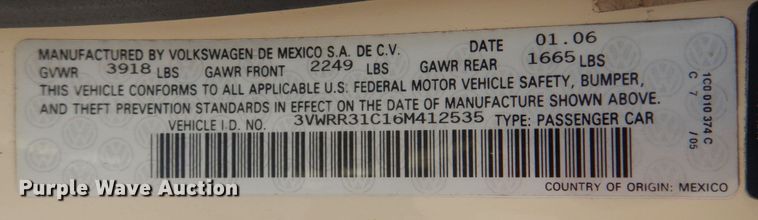 MANUFACTURED BY VOLKSWAGEN DE MEXICO S.A. DE C.V. DATE 01.06
GVWR 3918 LBS GAWR FRONT 2249 LBS GAWR REAR 1665 LBS
THIS VEHICLE CONFORMS TO ALL APPLICABLE U.S. FEDERAL MOTOR VEHICLE SAFETY, BUMPER,
AND THEFT PREVENTION STANDARDS IN EFFECT ON THE DATE OF MANUFACTURE SHOWN ABOVE.
VEHICLE I.D. NO. 3VWRR31C16M412535 TYPE: PASSENGER CAR
COUNTRY OF ORIGIN: MEXICO
1C0 010 374 C
C 7 /05
Purple Wave Auction